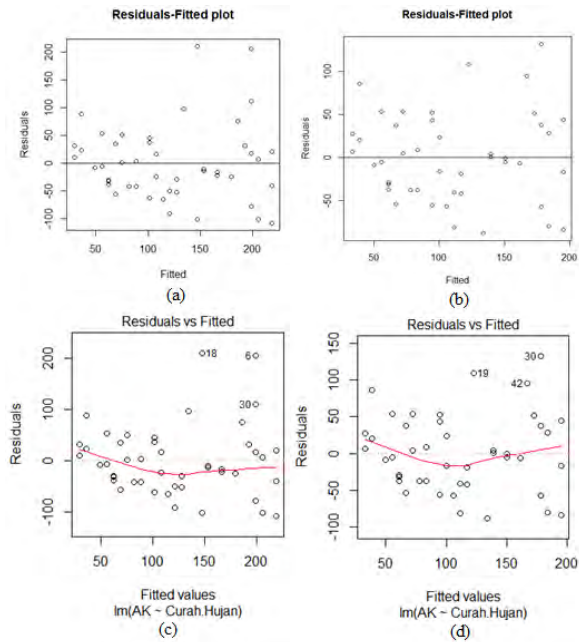 Residuals-Fitted plot
Residuals
200
150
100
50
0
-50
-100
50
100
150
200
Fitted
(a)
Residuals-Fitted plot
Residuals
100
50
0
-50
50
100
150
200
Fitted
(b)
Residuals vs Fitted
Residuals
200
100
0
-100
18
6
30
50
100
150
200
Fitted values
lm(AK ~ Curah.Hujan)
(c)
Residuals vs Fitted
Residuals
150
100
50
0
-50
-100
30
19
42
50
100
150
200
Fitted values
lm(AK ~ Curah.Hujan)
(d)